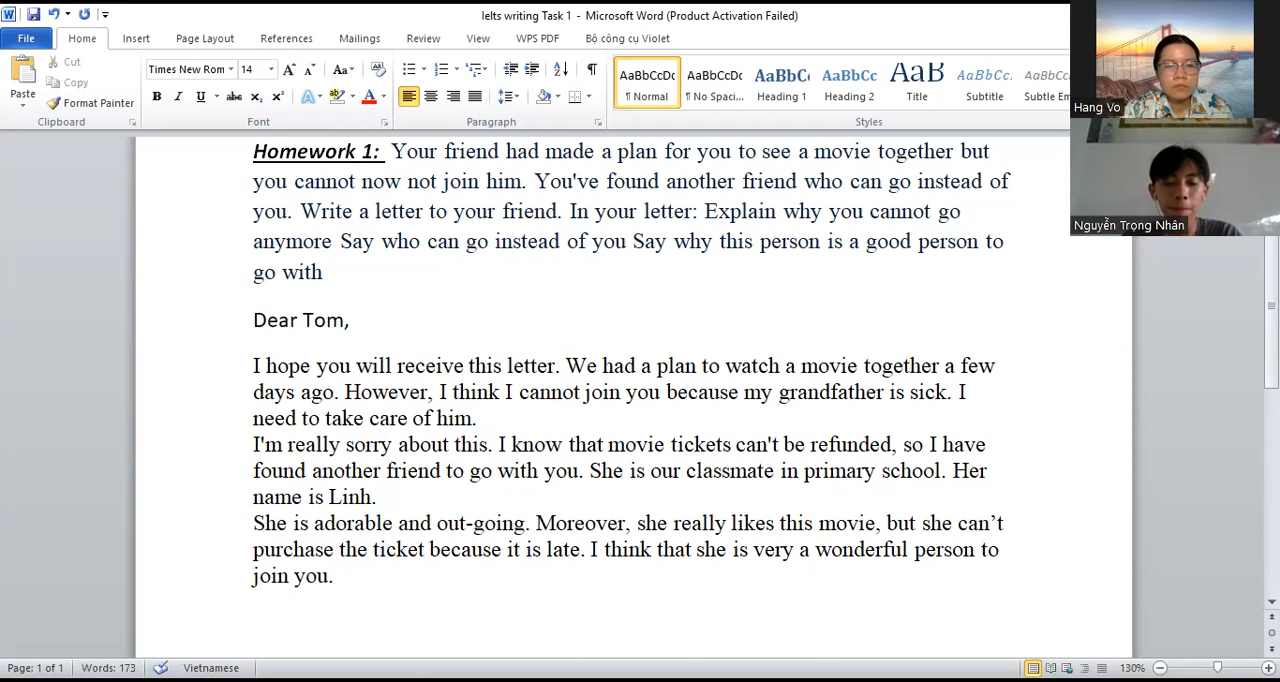 Ielts writing Task 1 - Microsoft Word (Product Activation Failed)
File Home Insert Page Layout References Mailings Review View WPS PDF Bộ công cụ Violet
Paste
Cut
Copy
Format Painter
Clipboard
Times New Rom 14
Font
Paragraph
AaBbCcDc AaBbCcDc AaBbC AaBbCc AaB AaBbCc. AaBbCc
¶ Normal ¶ No Spaci... Heading 1 Heading 2 Title Subtitle Subtle Em
Styles
Hang Vo
Nguyễn Trọng Nhân
Homework 1: Your friend had made a plan for you to see a movie together but
you cannot now not join him. You've found another friend who can go instead of
you. Write a letter to your friend. In your letter: Explain why you cannot go
anymore Say who can go instead of you Say why this person is a good person to
go with
Dear Tom,
I hope you will receive this letter. We had a plan to watch a movie together a few
days ago. However, I think I cannot join you because my grandfather is sick. I
need to take care of him.
I'm really sorry about this. I know that movie tickets can't be refunded, so I have
found another friend to go with you. She is our classmate in primary school. Her
name is Linh.
She is adorable and out-going. Moreover, she really likes this movie, but she can’t
purchase the ticket because it is late. I think that she is very a wonderful person to
join you.
Page: 1 of 1 Words: 173 Vietnamese 130%